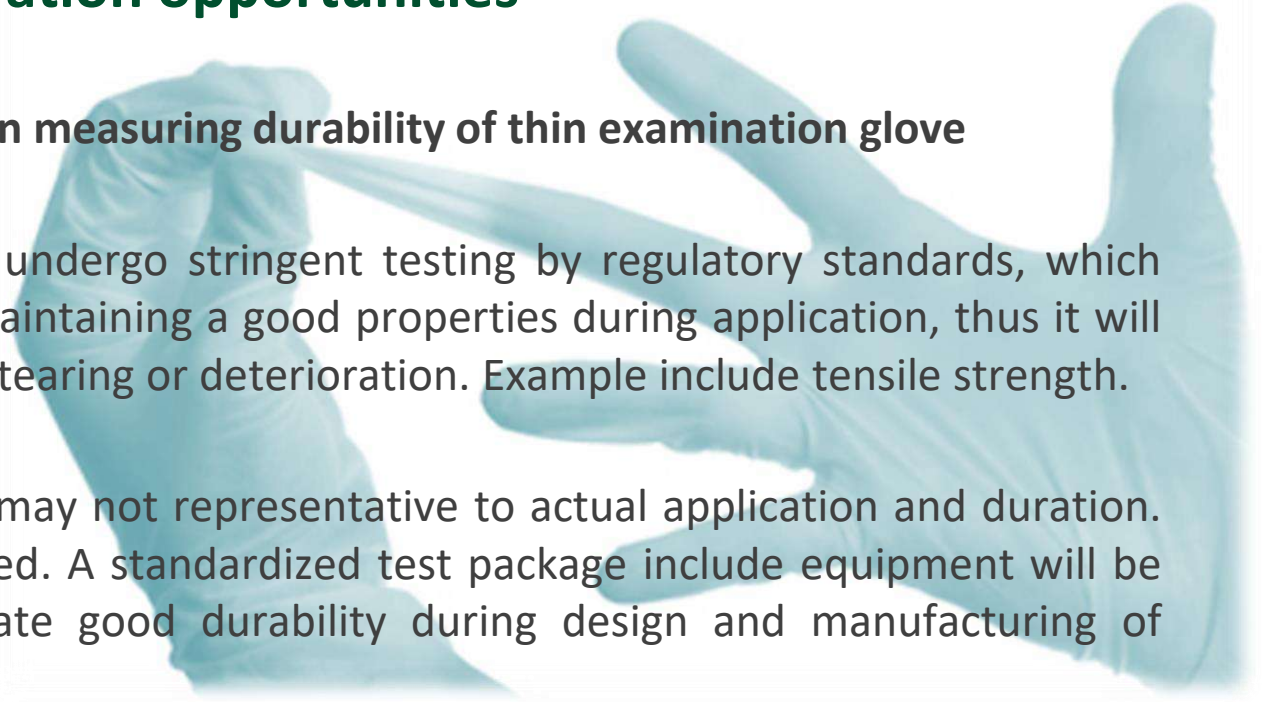 opportunities
n measuring durability of thin examination glove
undergo stringent testing by regulatory standards, which
aintaining a good properties during application, thus it will
tearing or deterioration. Example include tensile strength.
may not representative to actual application and duration.
ed. A standardized test package include equipment will be
ate good durability during design and manufacturing of